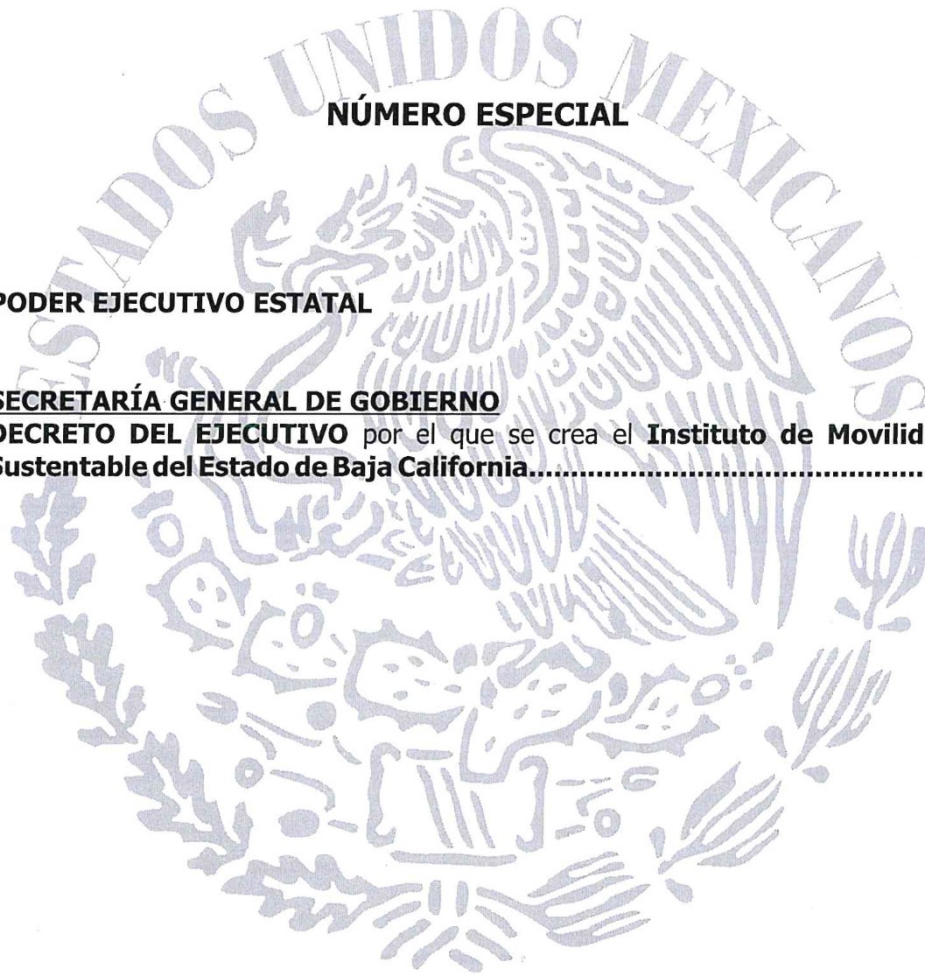 ESTADOS UNIDOS MEXICANOS
NÚMERO ESPECIAL
PODER EJECUTIVO ESTATAL
SECRETARÍA GENERAL DE GOBIERNO
DECRETO DEL EJECUTIVO por el que se crea el Instituto de Movilid
Sustentable del Estado de Baja California.............................................